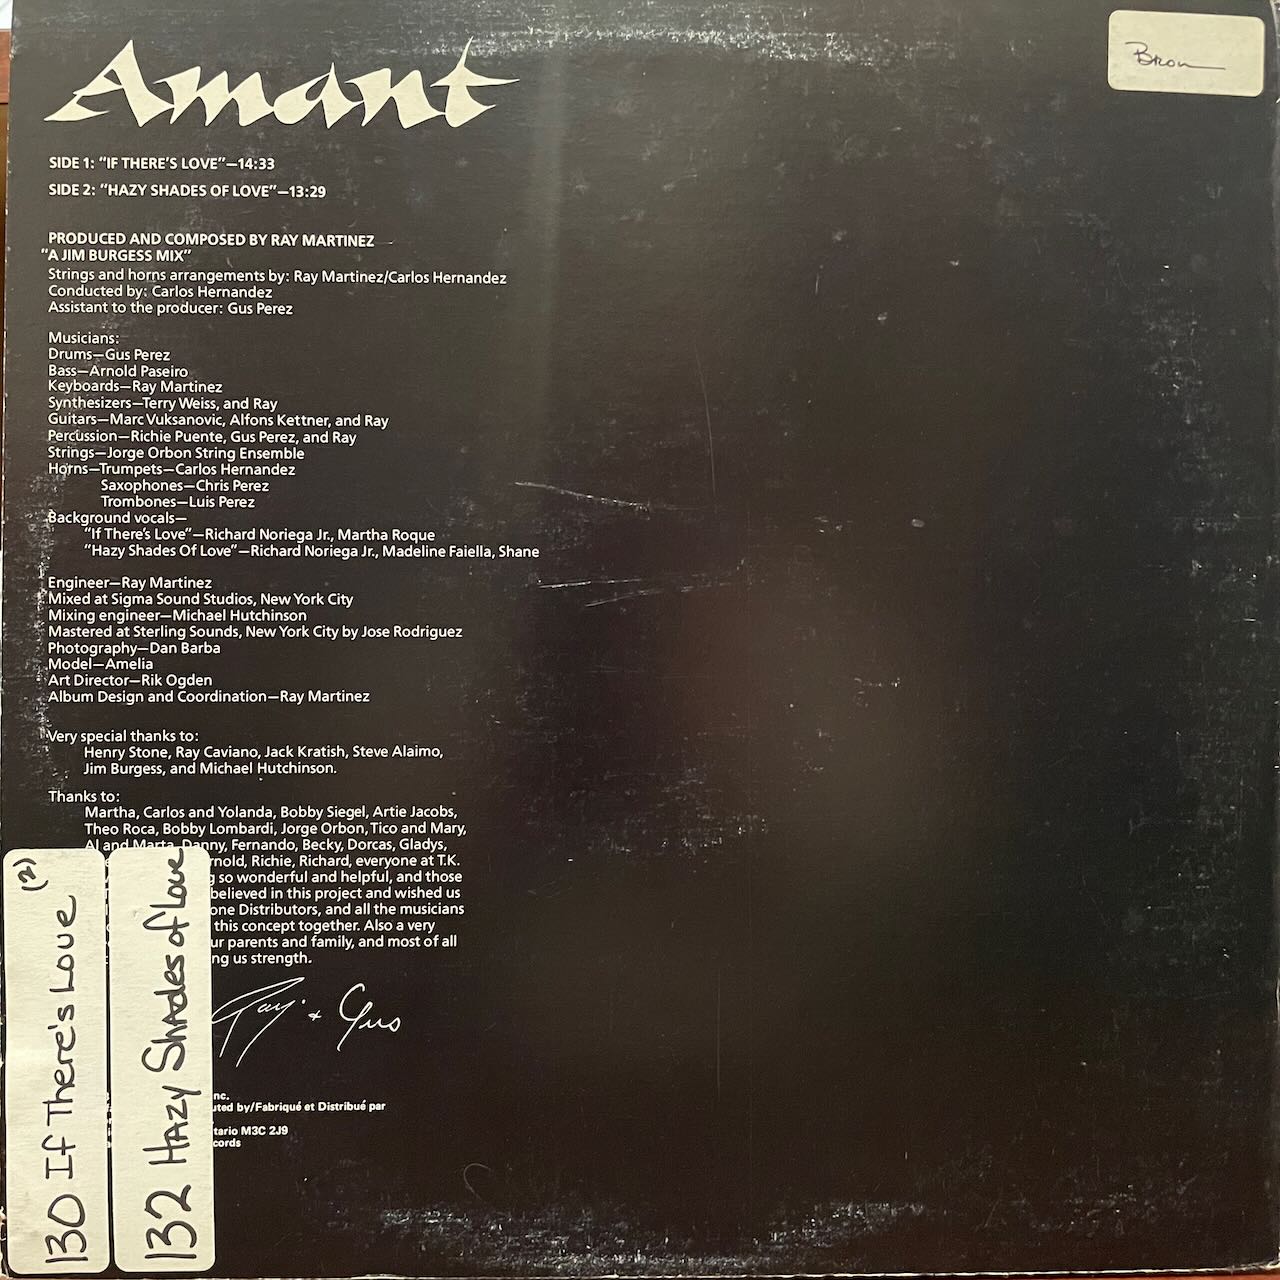 Amant
SIDE 1: “IF THERE’S LOVE”—14:33
SIDE 2: “HAZY SHADES OF LOVE”—13:29
PRODUCED AND COMPOSED BY RAY MARTINEZ
“A JIM BURGESS MIX”
Strings and horns arrangements by: Ray Martinez/Carlos Hernandez
Conducted by: Carlos Hernandez
Assistant to the producer: Gus Perez
Musicians:
Drums—Gus Perez
Bass—Arnold Paseiro
Keyboards—Ray Martinez
Synthesizers—Terry Weiss, and Ray
Guitars—Marc Vuksanovic, Alfons Kettner, and Ray
Percussion—Richie Puente, Gus Perez, and Ray
Strings—Jorge Orbon String Ensemble
Horns—Trumpets—Carlos Hernandez
Saxophones—Chris Perez
Trombones—Luis Perez
Background vocals—
“If There’s Love”—Richard Noriega Jr., Martha Roque
“Hazy Shades Of Love”—Richard Noriega Jr., Madeline Faiella, Shane
Engineer—Ray Martinez
Mixed at Sigma Sound Studios, New York City
Mixing engineer—Michael Hutchinson
Mastered at Sterling Sounds, New York City by Jose Rodriguez
Photography—Dan Barba
Model—Amelia
Art Director—Rik Ogden
Album Design and Coordination—Ray Martinez
Very special thanks to:
Henry Stone, Ray Caviano, Jack Kratish, Steve Alaimo,
Jim Burgess, and Michael Hutchinson.
Thanks to:
Martha, Carlos and Yolanda, Bobby Siegel, Artie Jacobs,
Theo Roca, Bobby Lombardi, Jorge Orbon, Tico and Mary,
Al and Marta, Danny, Fernando, Becky, Dorcas, Gladys,
rnold, Richie, Richard, everyone at T.K.
g so wonderful and helpful, and those
believed in this project and wished us
one Distributors, and all the musicians
this concept together. Also a very
ur parents and family, and most of all
ng us strength.
Ray + Gus
nc.
uted by/Fabriqué et Distribué par
tario M3C 2J9
cords
130 If There's Love (2)
132 Hazy Shades of Love